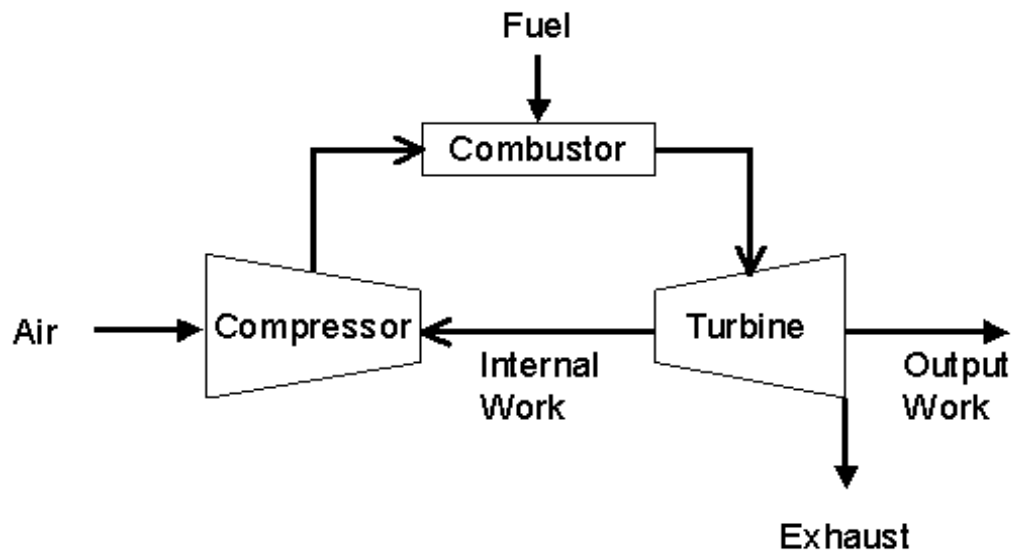 Fuel
Combustor
Air
Compressor
Turbine
Internal
Work
Output
Work
Exhaust